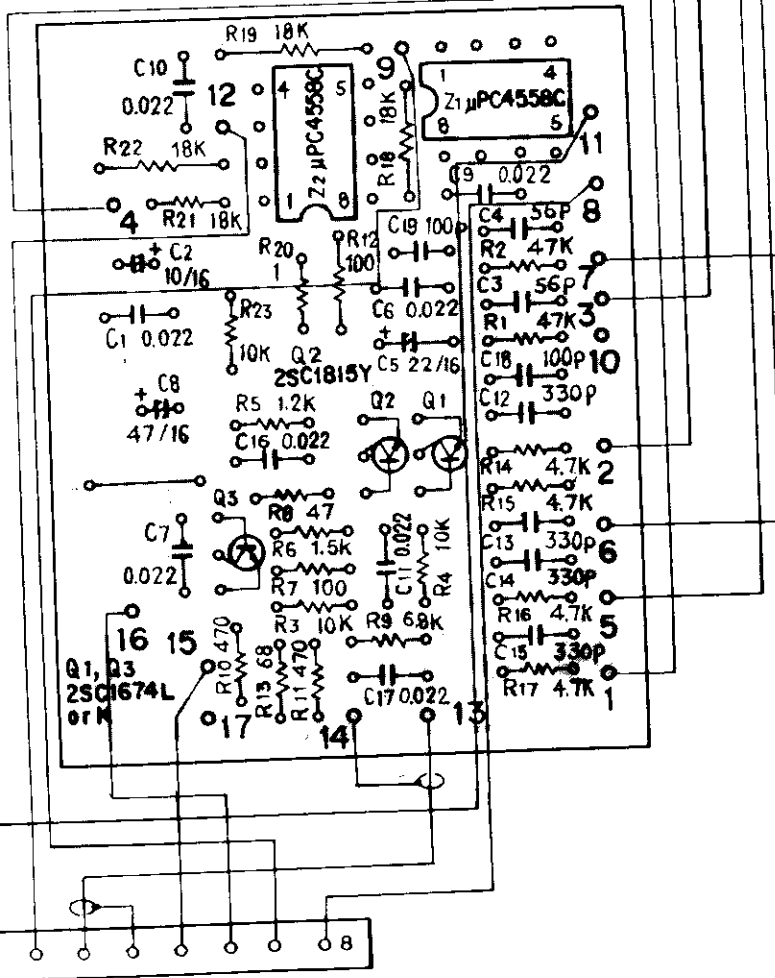 R19 18K
C10
0.022
12
9
4 5
Z2 µPC4558C
1 8
18K
R18
1 4
Z1 µPC4558C
8 5
11
R22 18K
C9 0.022
8
4
R21 18K
C2
10/16
R20
1
R12
100
C19 100P
C4 56P
R2 47K
7
C3 56P
3
C1 0.022
R23
10K
C6 0.022
R1 47K
10
Q2
2SC1815Y
C5 22/16
C18 100P
C12 330P
C8
47/16
R5 1.2K
C16 0.022
Q2 Q1
2
R14 4.7K
R15 4.7K
Q3
R8 47
C7
0.022
R6 1.5K
R7 100
C11 0.022
R4 10K
C13 330P
6
C14 330P
R16 4.7K
5
16 15
R3 10K
R9 6.8K
C15 330P
R17 4.7K
1
Q1, Q3
2SC1674L
or K
R10 470
R13 68
R11 470
C17 0.022
17
14
13
8